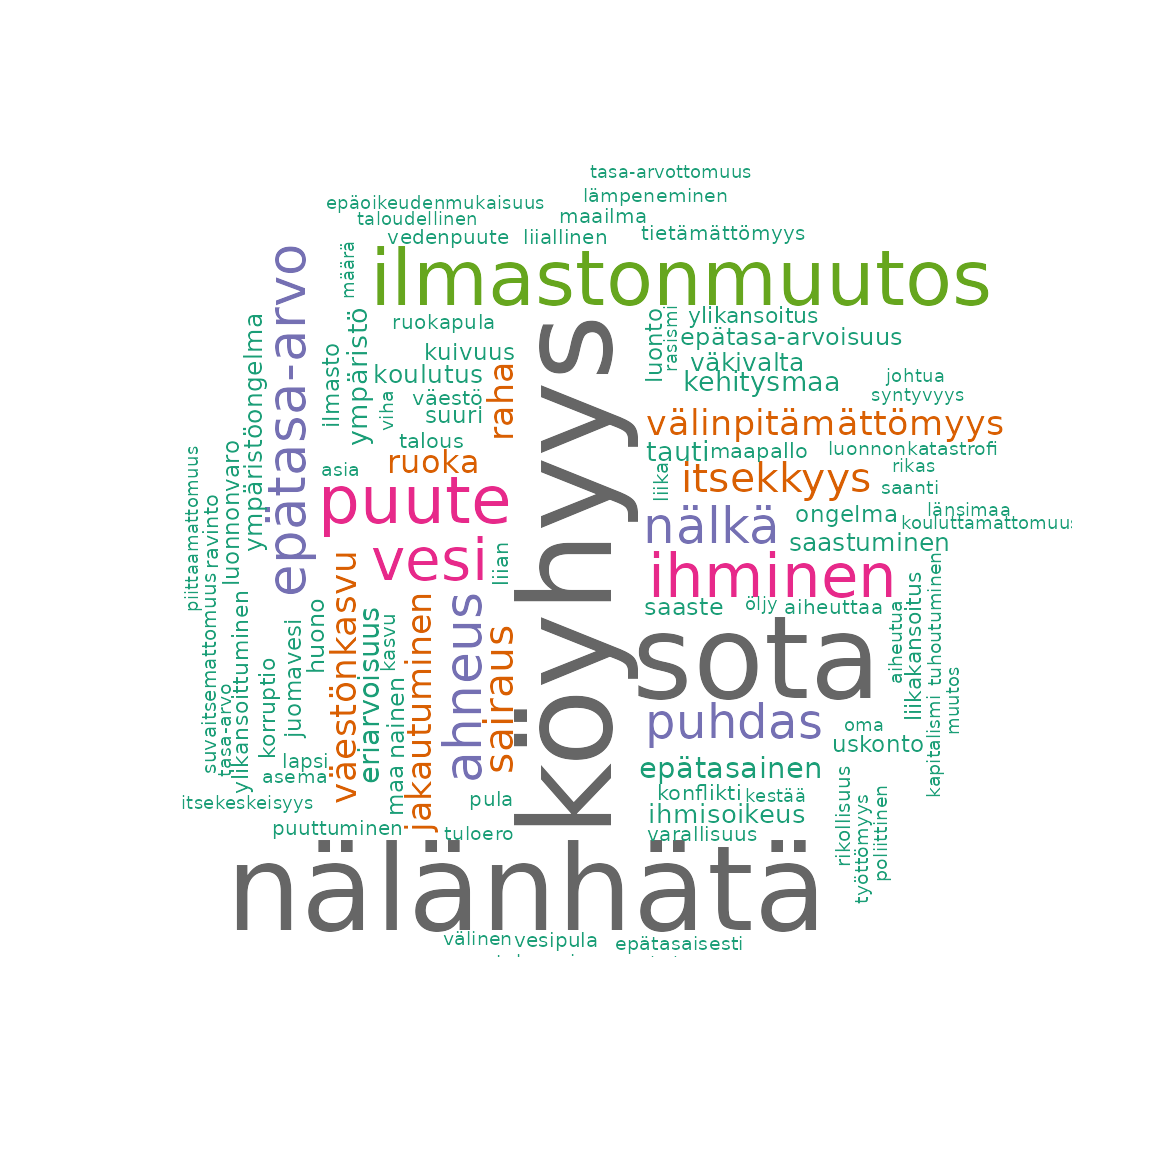 tasa-arvottomuus
lämpeneminen
epäoikeudenmukaisuus
maailma
taloudellinen
tietämättömyys
vedenpuute
liiallinen
määrä
ilmastonmuutos
epätasa-arvo
ympäristöongelma
ilmasto
ympäristö
ruokapula
kuivuus
koulutus
viha
väestö
suuri
raha
talous
ruoka
asia
puute
vesi
liian
köyhyys
luonto
rasismi
ylikansoitus
epätasa-arvoisuus
väkivalta
kehitysmaa
johtua
syntyvyys
välinpitämättömyys
tauti
maapallo
luonnonkatastrofi
liika
itsekkyys
rikas
saanti
nälkä
ongelma
länsimaa
kouluttamattomuus
saastuminen
ihminen
saaste
öljy
aiheuttaa
aiheutua
liikakansoitus
tuhoutuminen
kapitalismi
muutos
sota
puhdas
oma
uskonto
epätasainen
konflikti
kestää
ihmisoikeus
varallisuus
rikollisuus
työttömyys
poliittinen
piittaamattomuus
ravinto
luonnonvaro
suvaitsemattomuus
tasa-arvo
ylikansoittuminen
korruptio
juomavesi
huono
väestönkasvu
eriarvoisuus
kasvu
nainen
maa
jakautuminen
ahneus
sairaus
lapsi
asema
itsekeskeisyys
puuttuminen
pula
tuloero
nälänhätä
välinen
vesipula
epätasaisesti